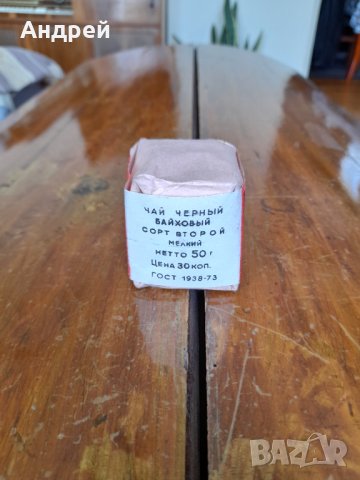 Андрей
ЧАЙ ЧЕРНЫЙ
БАЙХОВЫЙ
СОРТ ВТОРОЙ
МЕЛКИЙ
НЕТТО 50 г
ЦЕНА 30 КОП.
ГОСТ 1938-73
BAZAR